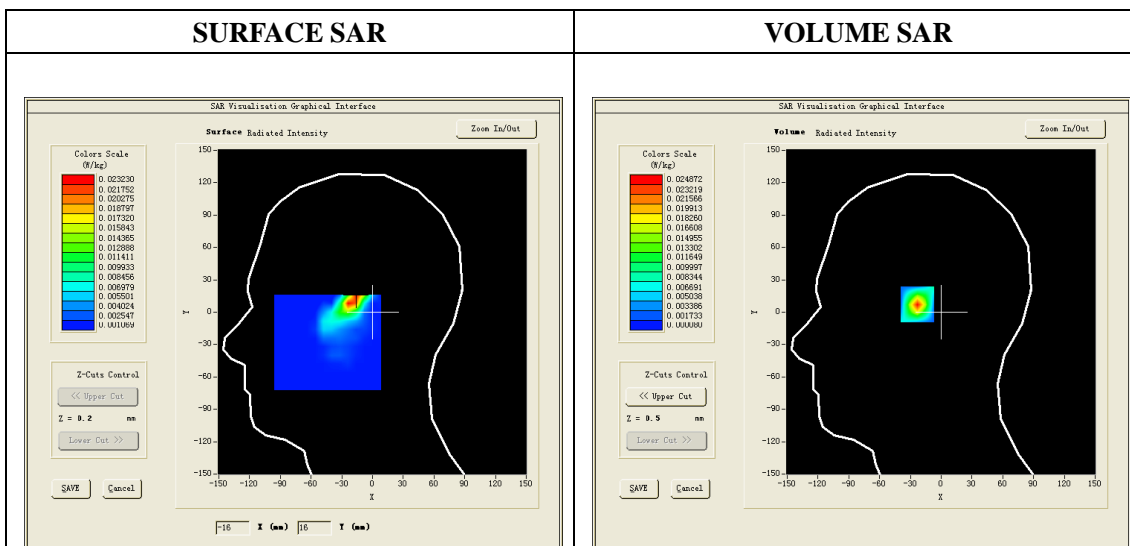 SURFACE SAR
VOLUME SAR
SAR Visualisation Graphical Interface
Surface Radiated Intensity
Zoom In/Out
Colors Scale
(W/kg)
0.023230
0.021752
0.020275
0.018797
0.017320
0.015843
0.014365
0.012888
0.011411
0.009933
0.008456
0.006979
0.005501
0.004024
0.002547
0.001069
Z-Cuts Control
<< Upper Cut
Z = 0.2 mm
Lower Cut >>
SAVE
Cancel
150
120
90
60
30
0
-30
-60
-90
-120
-150
Y
-150 -120 -90 -60 -30 0 30 60 90 120 150
X
-16 X (mm) 16 Y (mm)
SAR Visualisation Graphical Interface
Volume Radiated Intensity
Zoom In/Out
Colors Scale
(W/kg)
0.024872
0.023219
0.021566
0.019913
0.018260
0.016608
0.014955
0.013302
0.011649
0.009997
0.008344
0.006691
0.005038
0.003386
0.001733
0.000080
Z-Cuts Control
<< Upper Cut
Z = 0.5 mm
Lower Cut >>
SAVE
Cancel
150
120
90
60
30
0
-30
-60
-90
-120
-150
Y
-150 -120 -90 -60 -30 0 30 60 90 120 150
X